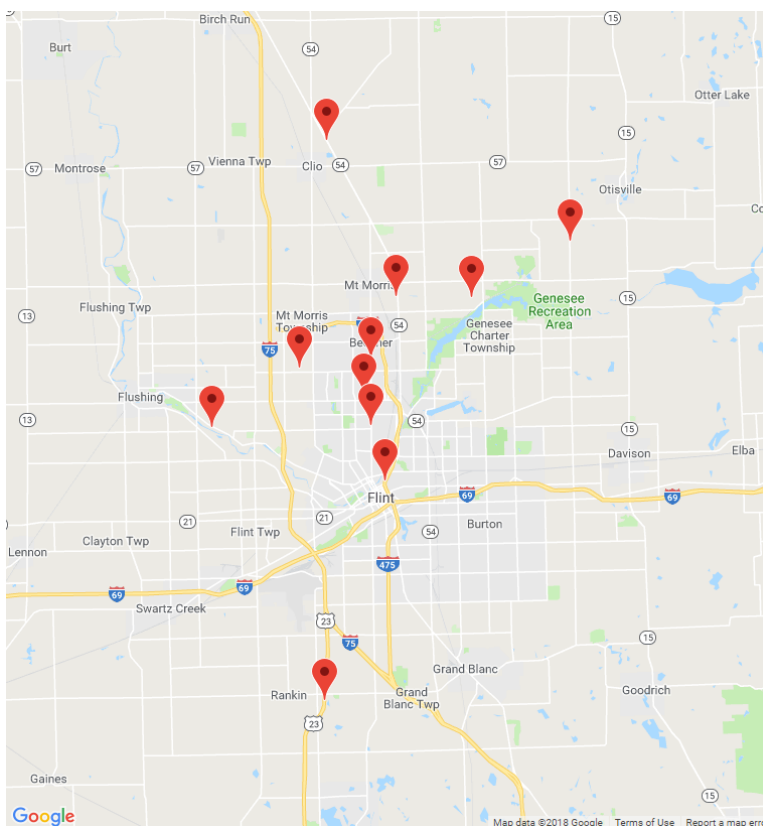 Birch Run
15
Burt
54
Otter Lake
15
57
Montrose
57
Vienna Twp
Clio
54
57
Otisville
Mt Morris
13
Flushing Twp
Mt Morris
Township
75
54
Genesee
Charter
Township
Genesee
Recreation
Area
15
Flushing
13
54
15
Davison
Elba
Flint
69
69
21
21
Flint Twp
Burton
54
Clayton Twp
Lennon
475
69
69
Swartz Creek
23
75
15
Rankin
Grand Blanc
Grand
Blanc Twp
Goodrich
23
Gaines
15
Google
Map data ©2018 Google
Terms of Use
Report a map